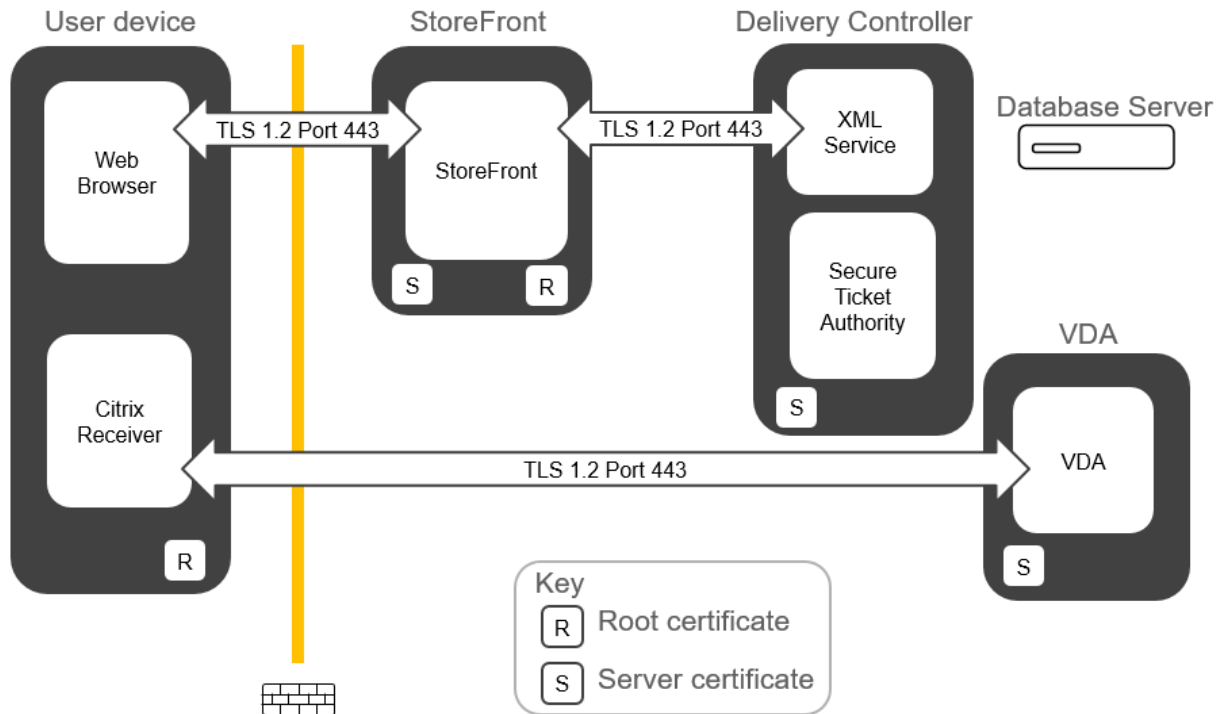 User device
StoreFront
Delivery Controller
Database Server
Web
Browser
TLS 1.2 Port 443
StoreFront
TLS 1.2 Port 443
XML
Service
S
R
Secure
Ticket
Authority
S
VDA
Citrix
Receiver
TLS 1.2 Port 443
VDA
R
S
Key
R Root certificate
S Server certificate